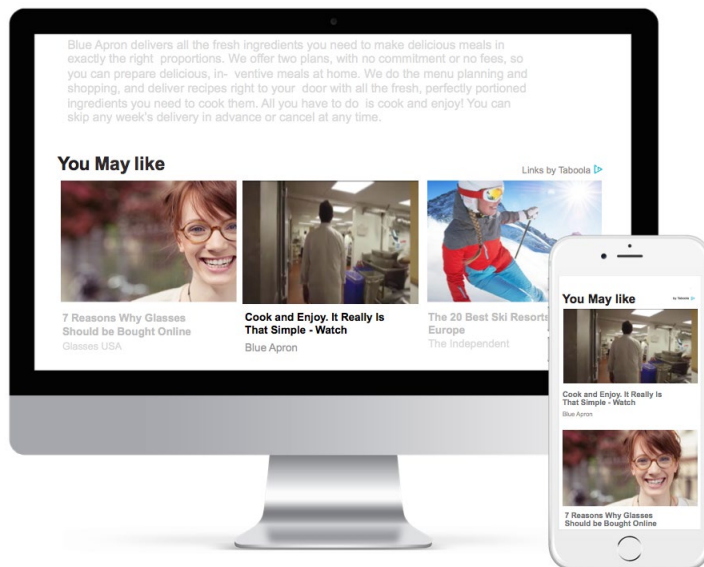 Blue Apron delivers all the fresh ingredients you need to make delicious meals in
exactly the right proportions. We offer two plans, with no commitment or no fees, so
you can prepare delicious, in- ventive meals at home. We do the menu planning and
shopping, and deliver recipes right to your door with all the fresh, perfectly portioned
ingredients you need to cook them. All you have to do is cook and enjoy! You can
skip any week's delivery in advance or cancel at any time.
You May like
Links by Taboola
7 Reasons Why Glasses
Should be Bought Online
Glasses USA
Cook and Enjoy. It Really Is
That Simple - Watch
Blue Apron
The 20 Best Ski Resorts
Europe
The Independent
You May like
by Taboola
Cook and Enjoy. It Really Is
That Simple - Watch
Blue Apron
7 Reasons Why Glasses
Should be Bought Online